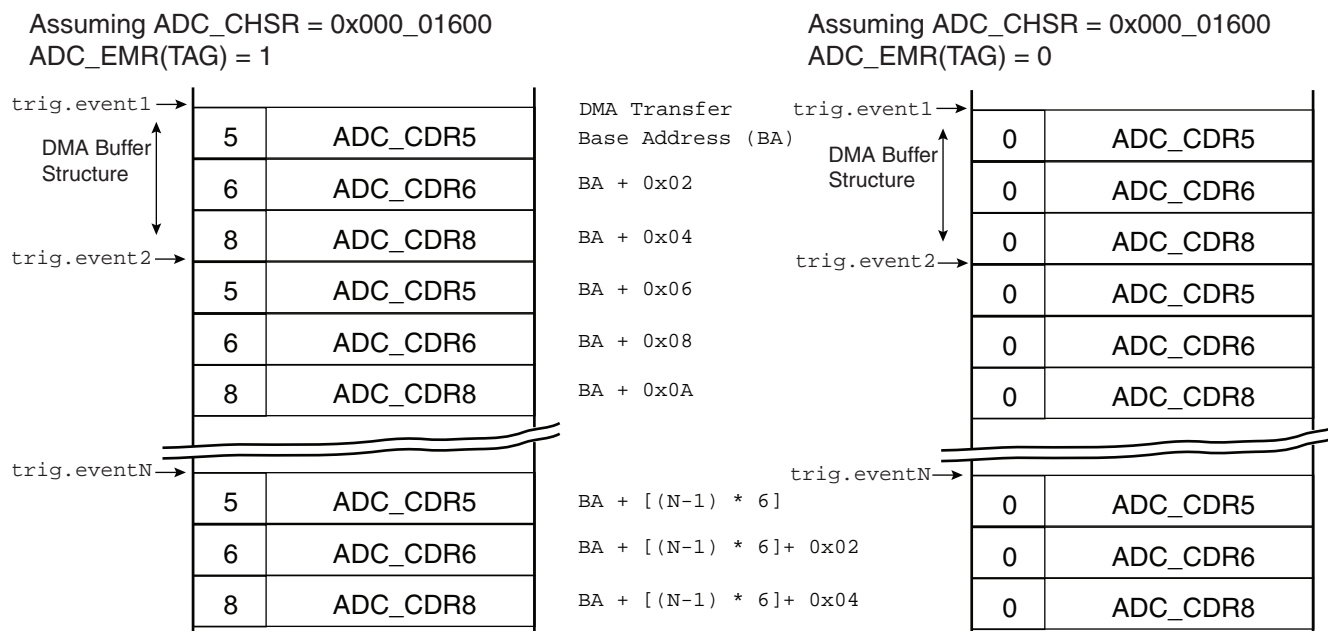 Assuming ADC_CHSR = 0x000_01600
ADC_EMR(TAG) = 1
trig.event1
DMA Buffer
Structure
5 ADC_CDR5
6 ADC_CDR6
8 ADC_CDR8
trig.event2
5 ADC_CDR5
6 ADC_CDR6
8 ADC_CDR8
trig.eventN
5 ADC_CDR5
6 ADC_CDR6
8 ADC_CDR8
DMA Transfer
Base Address (BA)
BA + 0x02
BA + 0x04
BA + 0x06
BA + 0x08
BA + 0x0A
BA + [(N-1) * 6]
BA + [(N-1) * 6]+ 0x02
BA + [(N-1) * 6]+ 0x04
Assuming ADC_CHSR = 0x000_01600
ADC_EMR(TAG) = 0
trig.event1
DMA Buffer
Structure
0 ADC_CDR5
0 ADC_CDR6
0 ADC_CDR8
trig.event2
0 ADC_CDR5
0 ADC_CDR6
0 ADC_CDR8
trig.eventN
0 ADC_CDR5
0 ADC_CDR6
0 ADC_CDR8